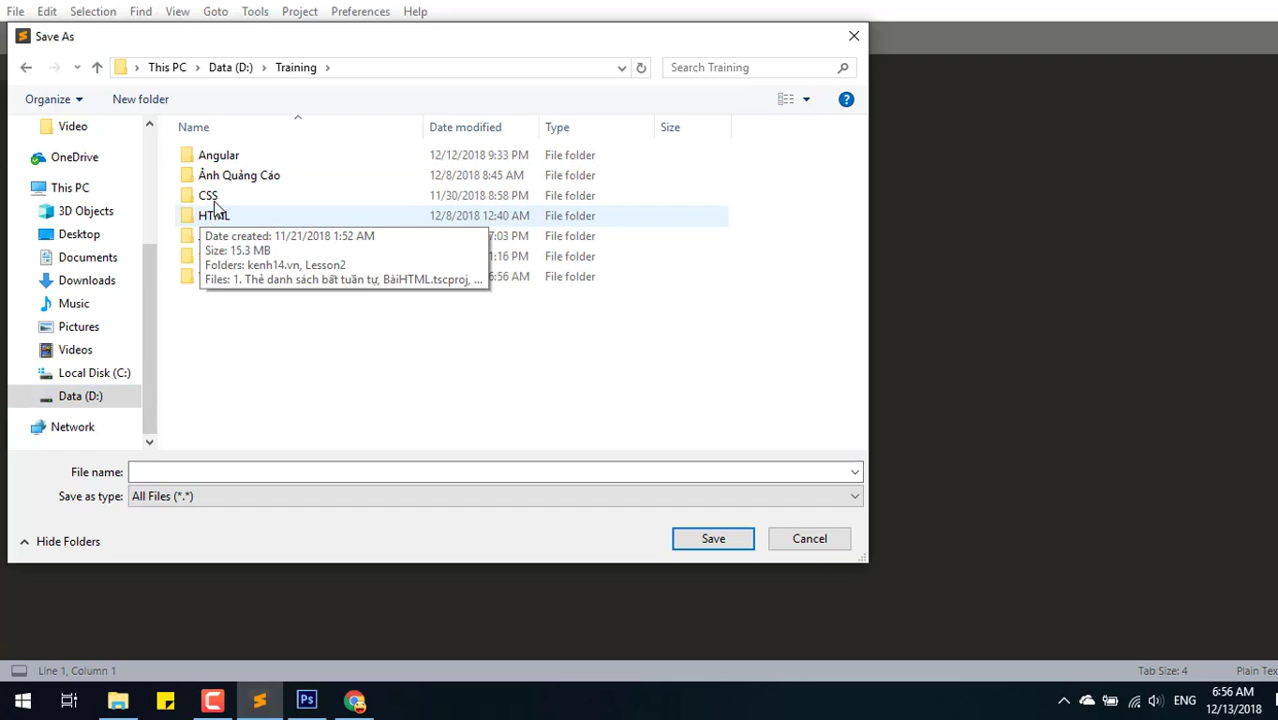 File Edit Selection Find View Goto Tools Project Preferences Help
Save As
This PC Data (D:) Training
Search Training
Organize New folder
Name Date modified Type Size
Video
OneDrive
This PC
3D Objects
Desktop
Documents
Downloads
Music
Pictures
Videos
Local Disk (C:)
Data (D:)
Network
Angular 12/12/2018 9:33 PM File folder
Ảnh Quảng Cáo 12/8/2018 8:45 AM File folder
CSS 11/30/2018 8:58 PM File folder
HTML 12/8/2018 12:40 AM File folder
7:03 PM File folder
1:16 PM File folder
6:56 AM File folder
Date created: 11/21/2018 1:52 AM
Size: 15.3 MB
Folders: kenh14.vn, Lesson2
Files: 1. Thẻ danh sách bất tuần tự, BàiHTML.tscproj, ...
File name:
Save as type: All Files (*.*)
Hide Folders
Save Cancel
Line 1, Column 1
Tab Size: 4 Plain Tex
Ps
ENG
6:56 AM
12/13/2018